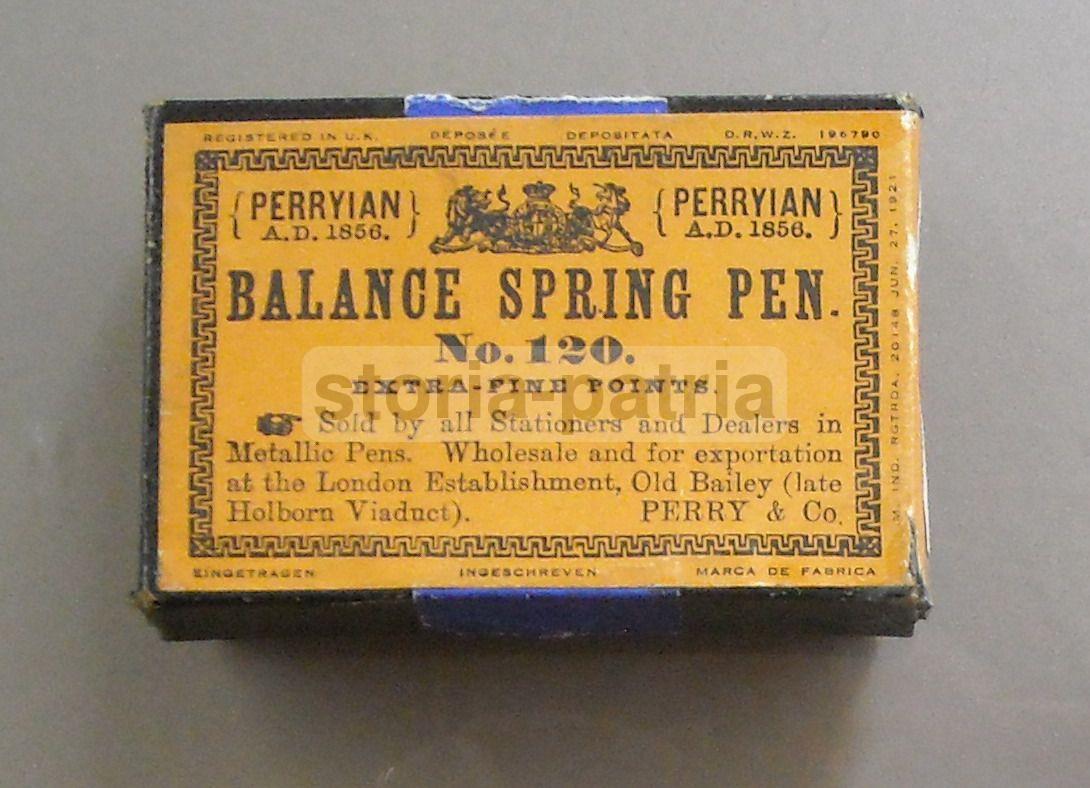 REGISTERED IN U.K. DÉPOSÉE DEPOSITATA D.R.W.Z. 196790
PERRYIAN A.D. 1856.
PERRYIAN A.D. 1856.
BALANCE SPRING PEN.
No. 120.
EXTRA-FINE POINTS.
storia-patria
Sold by all Stationers and Dealers in
Metallic Pens. Wholesale and for exportation
at the London Establishment, Old Bailey (late
Holborn Viaduct). PERRY & Co.
EINGETRAGEN INGESCHREVEN MARCA DE FABRICA
M. IND. RGTRDA. 20148 JUN. 27. 1921